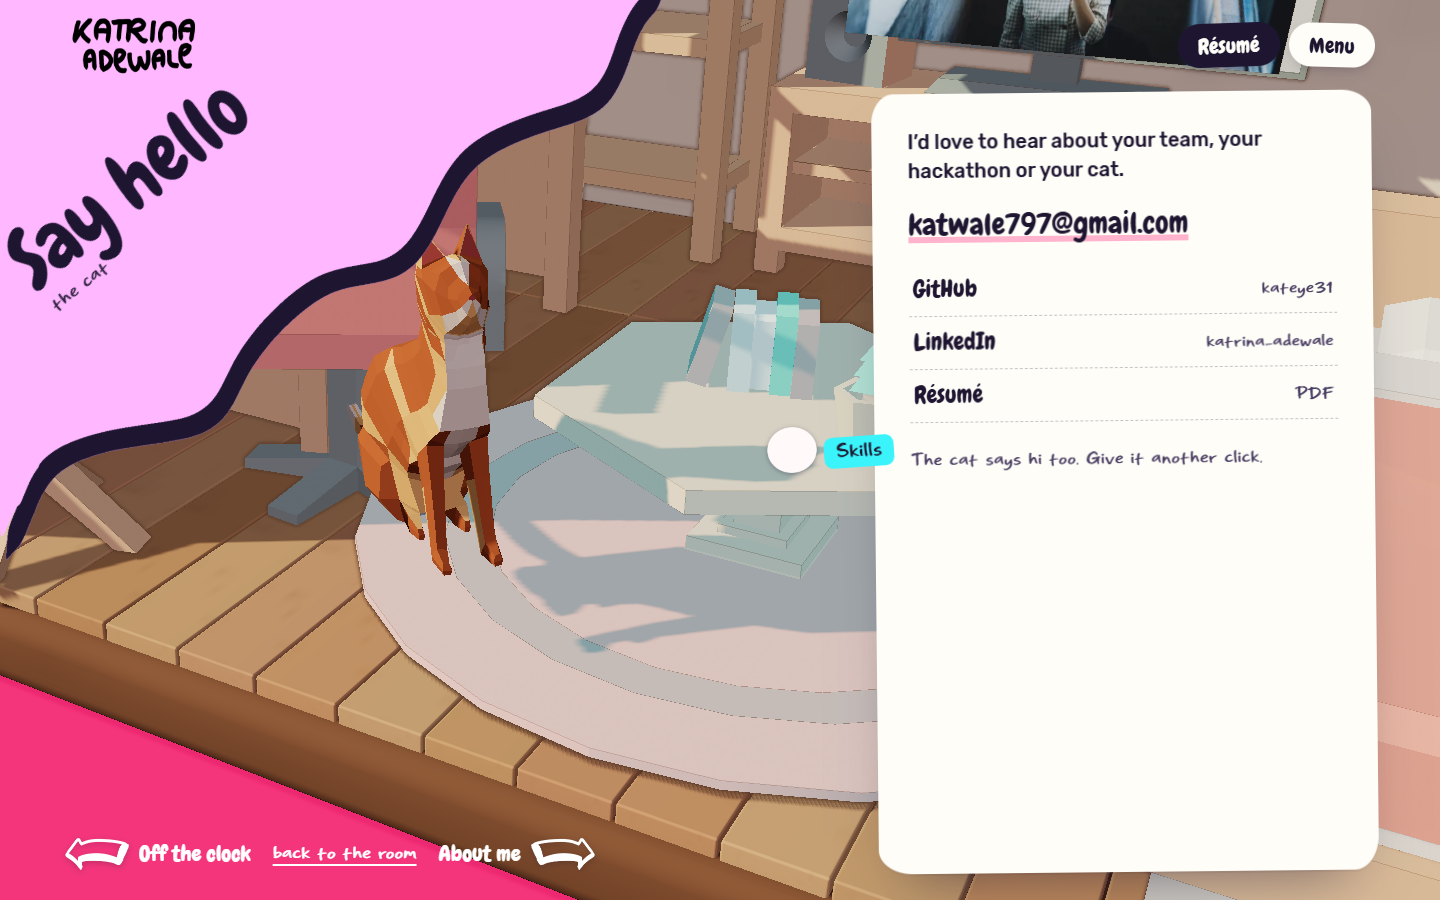 KATRINA
ADEWALE
Say hello
the cat
Résumé
Menu
I'd love to hear about your team, your
hackathon or your cat.
katwale797@gmail.com
GitHub kateye31
LinkedIn katrina_adewale
Résumé PDF
The cat says hi too. Give it another click.
Skills
Off the clock
back to the room
About me